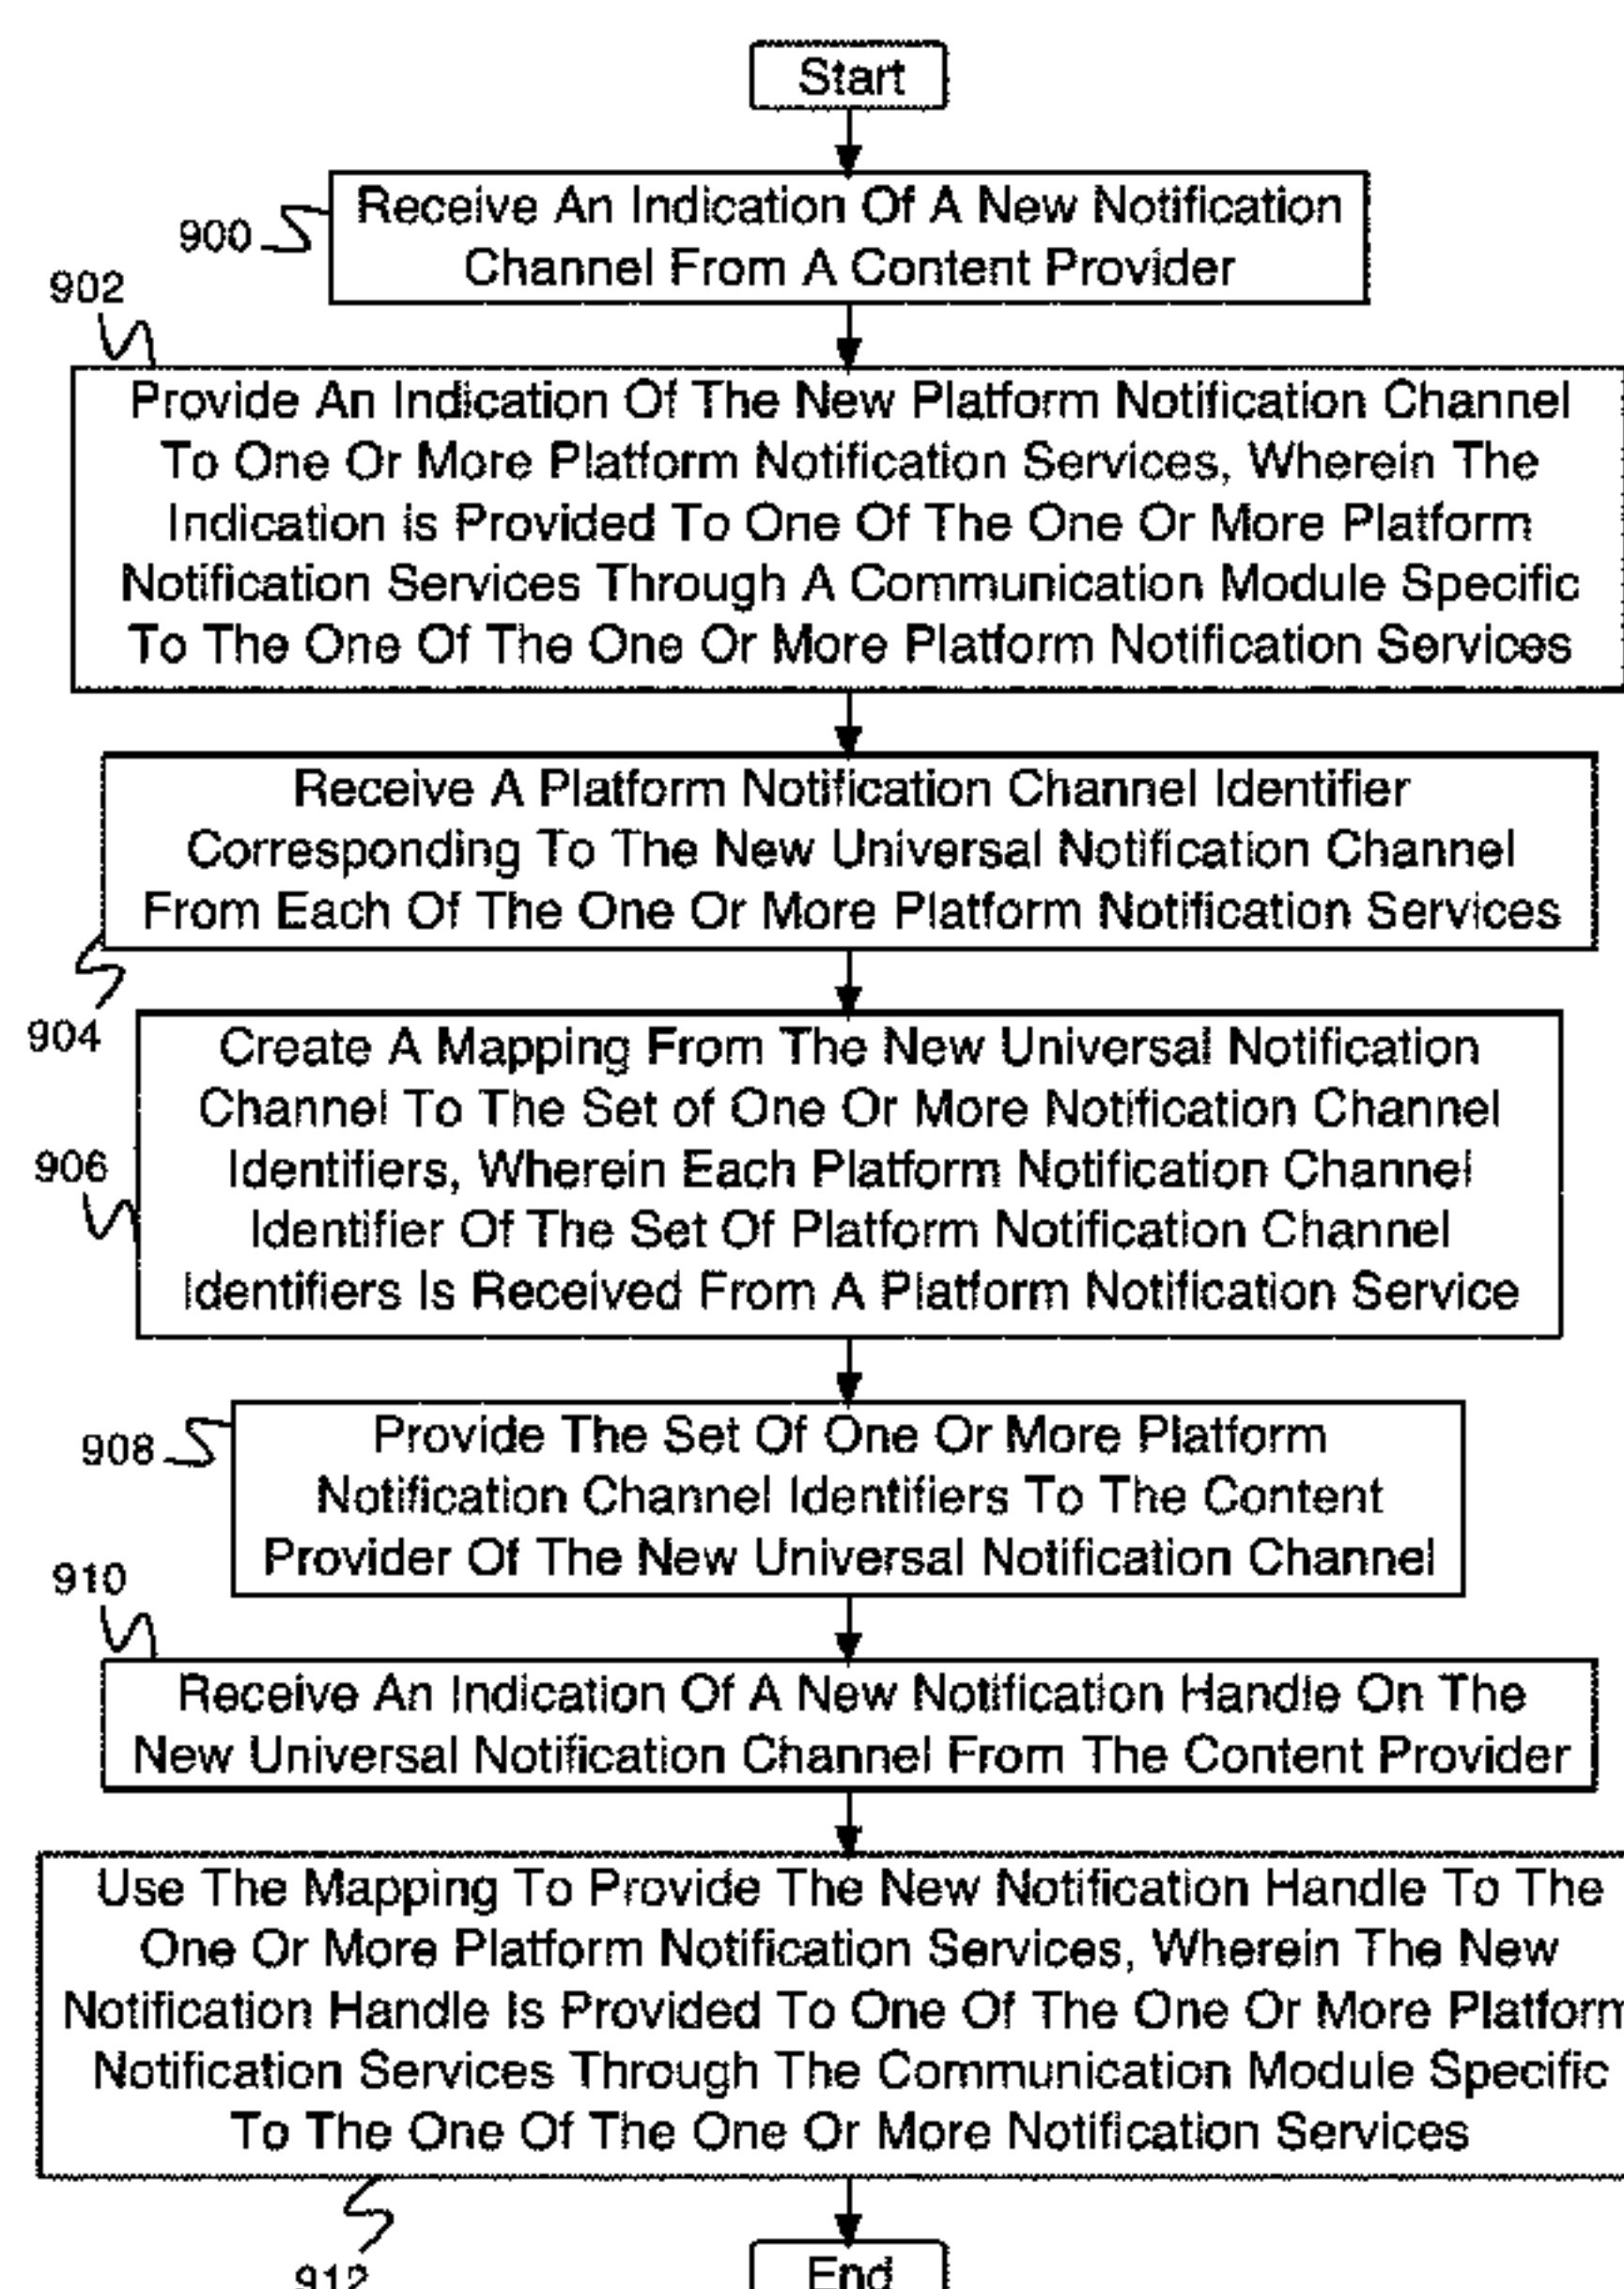 Start
900
Receive An Indication Of A New Notification
Channel From A Content Provider
902
Provide An Indication Of The New Platform Notification Channel
To One Or More Platform Notification Services, Wherein The
Indication is Provided To One Of The One Or More Platform
Notification Services Through A Communication Module Specific
To The One Of The One Or More Platform Notification Services
Receive A Platform Notification Channel Identifier
Corresponding To The New Universal Notification Channel
From Each Of The One Or More Platform Notification Services
904
Create A Mapping From The New Universal Notification
Channel To The Set of One Or More Notification Channel
Identifiers, Wherein Each Platform Notification Channel
Identifier Of The Set Of Platform Notification Channel
Identifiers Is Received From A Platform Notification Service
906
908
Provide The Set Of One Or More Platform
Notification Channel Identifiers To The Content
Provider Of The New Universal Notification Channel
910
Receive An Indication Of A New Notification Handle On The
New Universal Notification Channel From The Content Provider
Use The Mapping To Provide The New Notification Handle To The
One Or More Platform Notification Services, Wherein The New
Notification Handle Is Provided To One Of The One Or More Platform
Notification Services Through The Communication Module Specific
To The One Of The One Or More Notification Services
912
End